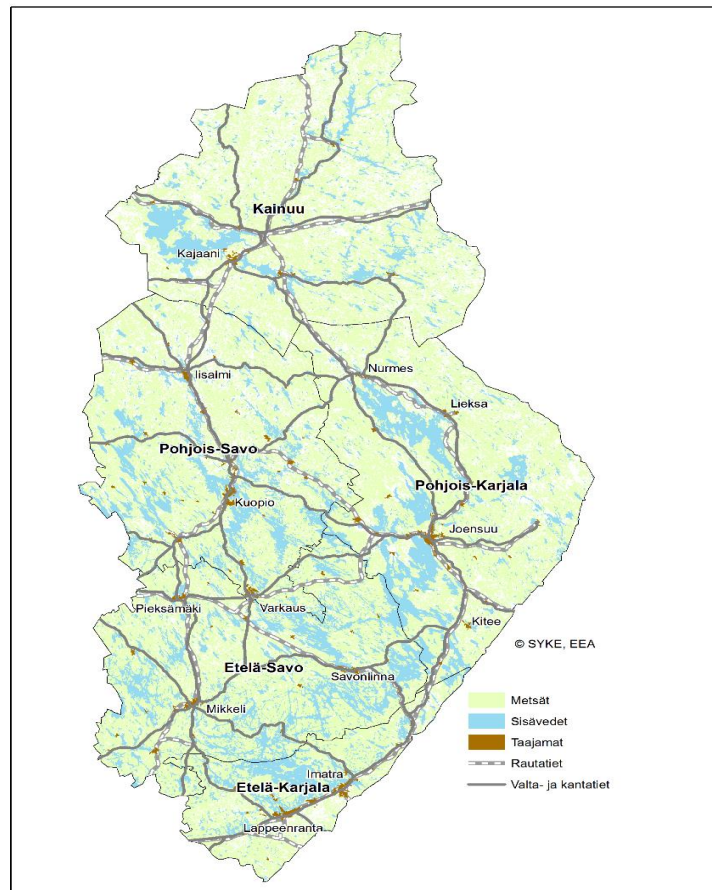 Kainuu
Kajaani
Iisalmi
Nurmes
Lieksa
Pohjois-Savo
Pohjois-Karjala
Kuopio
Joensuu
Pieksämäki
Varkaus
Kitee
© SYKE, EEA
Etelä-Savo
Savonlinna
Mikkeli
Metsät
Sisävedet
Taajamat
Rautatiet
Valta- ja kantatiet
Imatra
Etelä-Karjala
Lappeenranta